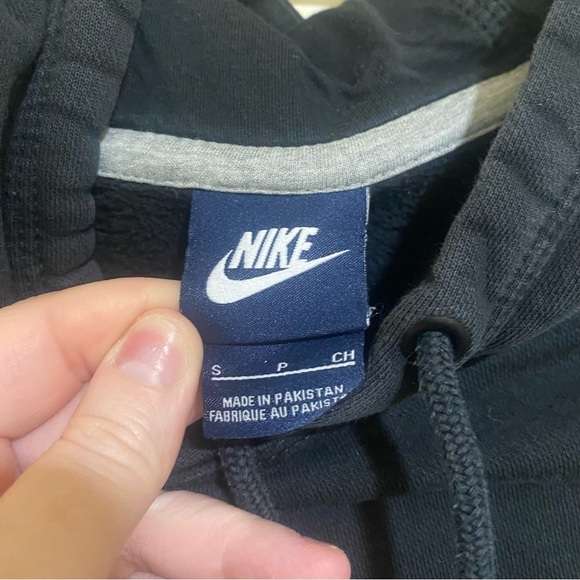 NIKE
S P CH
MADE IN PAKISTAN
FABRIQUE AU